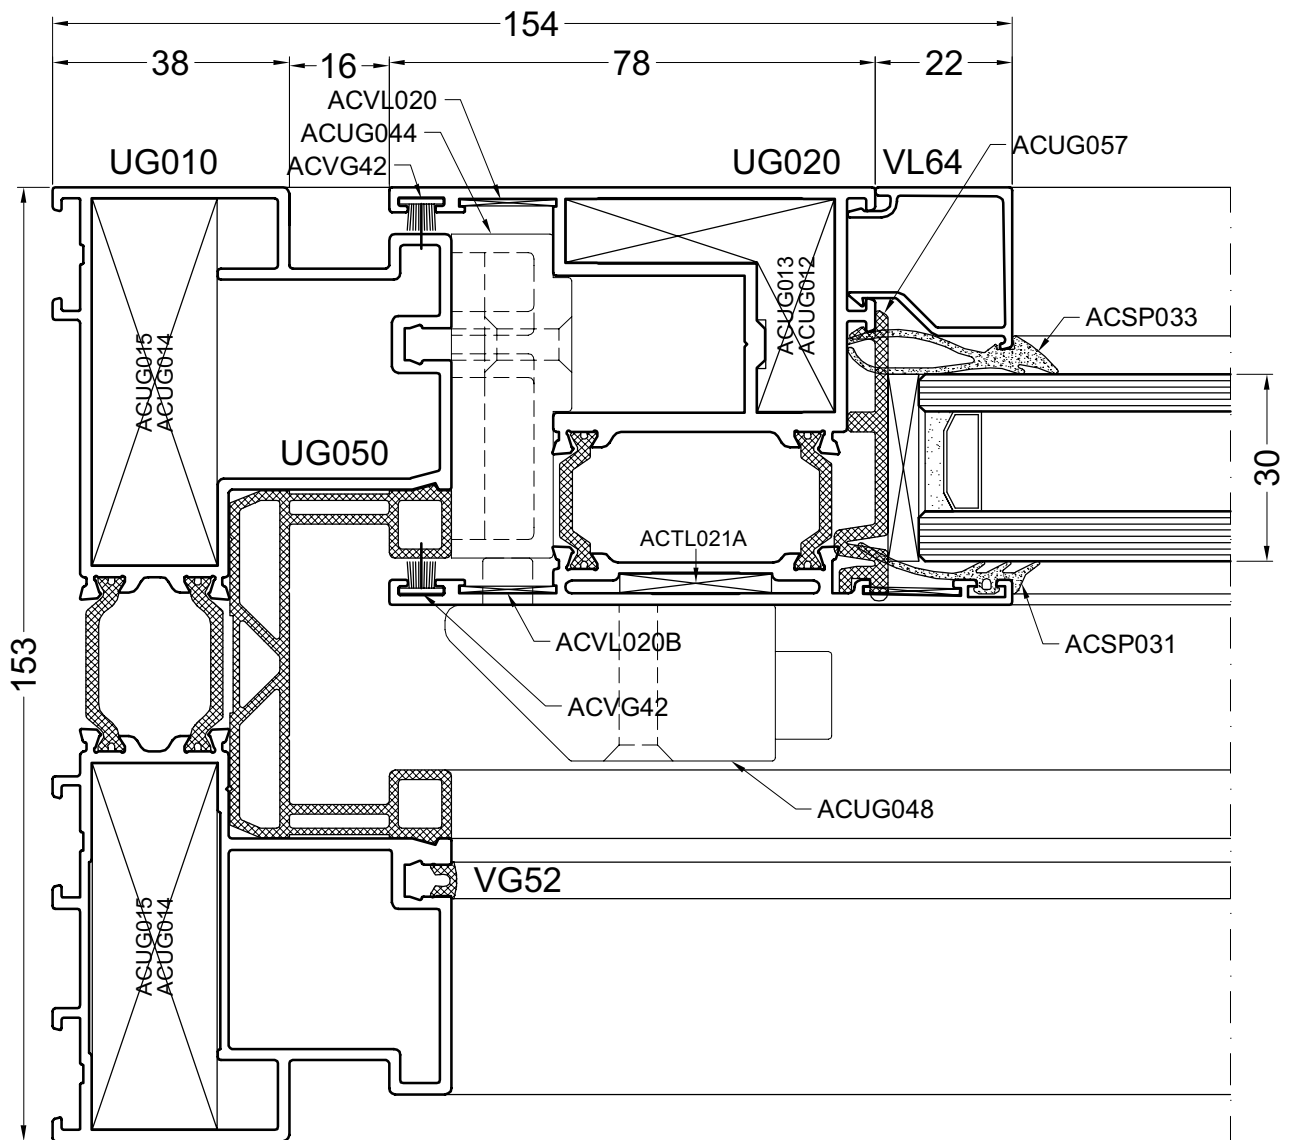 154
38
16
78
22
ACVL020
ACUG044
ACVG42
UG010
UG020
VL64
ACUG057
ACSP033
ACUG013
ACUG012
ACUG015
ACUG014
UG050
30
ACTL021A
ACVL020B
ACSP031
153
ACVG42
ACUG048
VG52
ACUG015
ACUG014